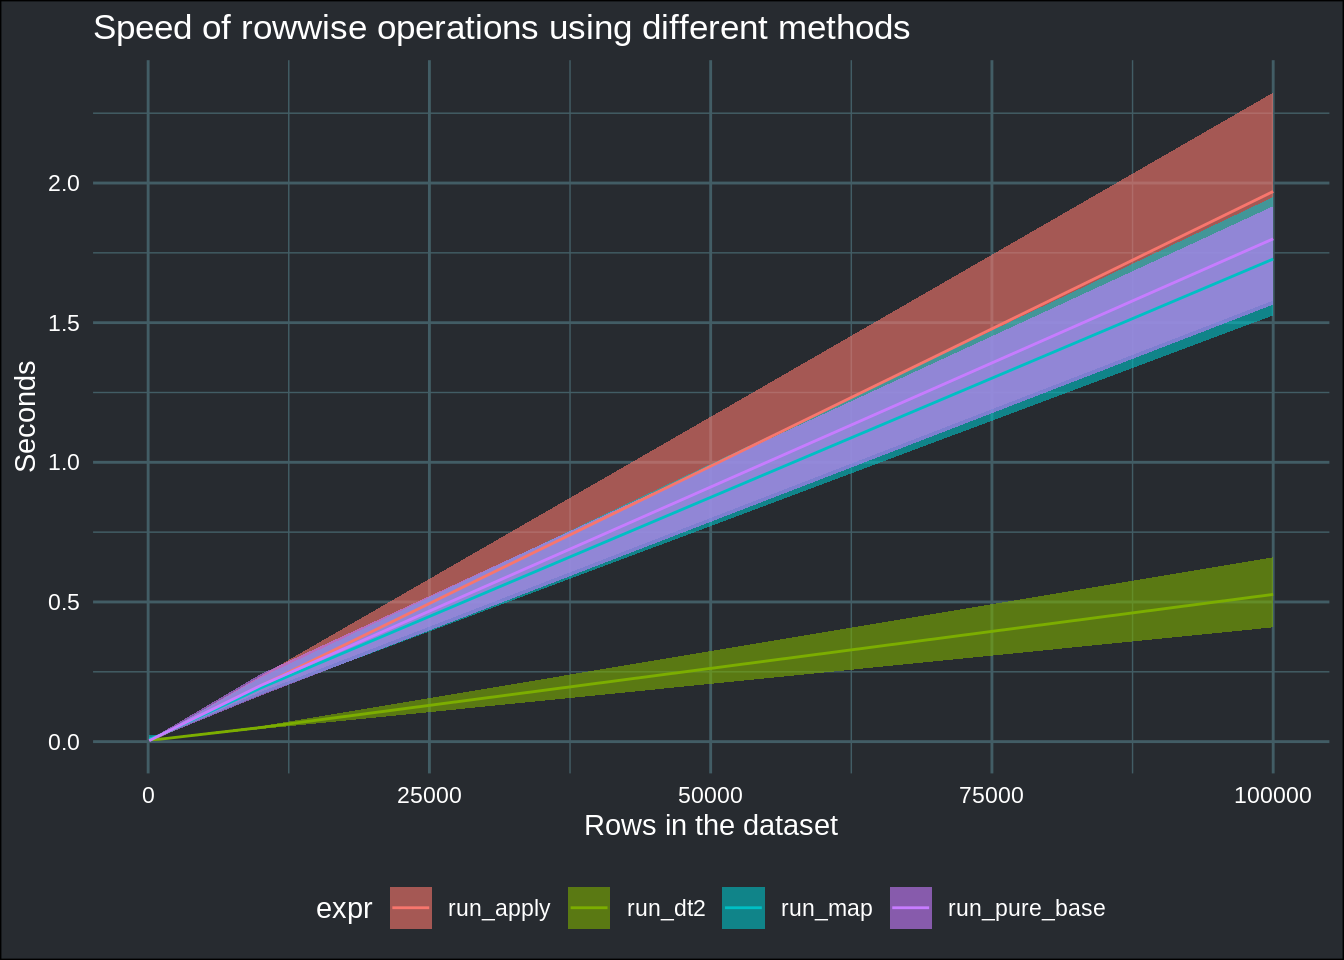 Speed of rowwise operations using different methods
Seconds
2.0
1.5
1.0
0.5
0.0
0 25000 50000 75000 100000
Rows in the dataset
expr run_apply run_dt2 run_map run_pure_base